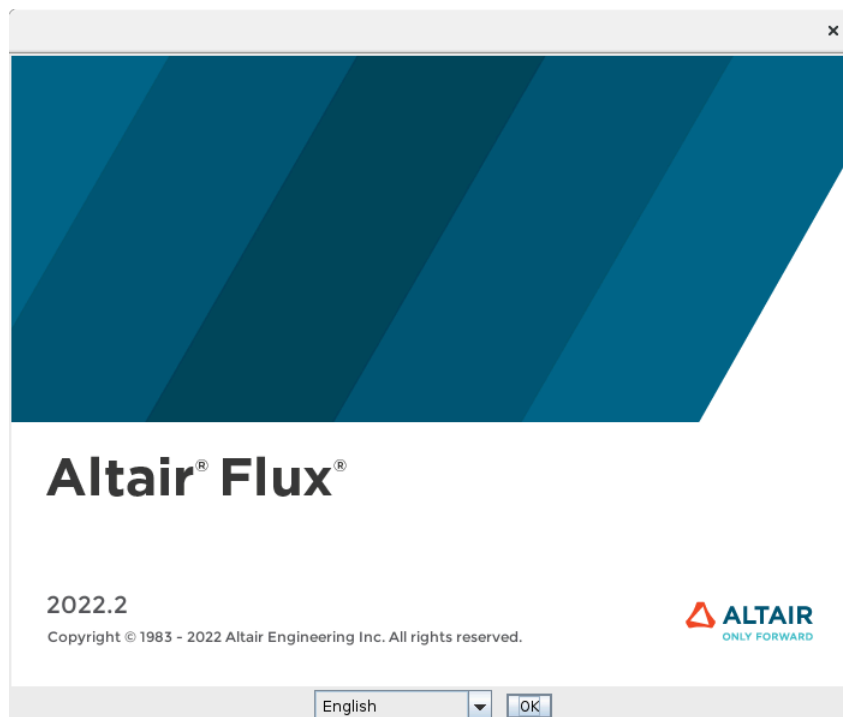 Altair® Flux®
2022.2
Copyright © 1983 - 2022 Altair Engineering Inc. All rights reserved.
ALTAIR
ONLY FORWARD
English
OK